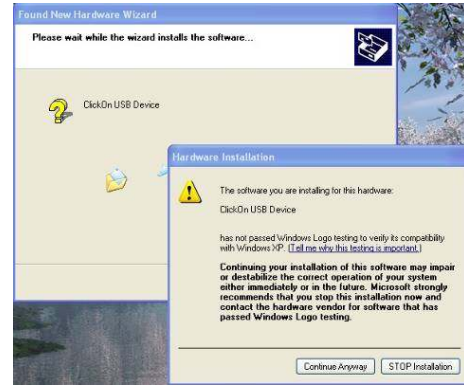 Found New Hardware Wizard
Please wait while the wizard installs the software...
ClickOn USB Device
Hardware Installation
The software you are installing for this hardware:
ClickOn USB Device
has not passed Windows Logo testing to verify its compatibility
with Windows XP. (Tell me why this testing is important.)
Continuing your installation of this software may impair
or destabilize the correct operation of your system
either immediately or in the future. Microsoft strongly
recommends that you stop this installation now and
contact the hardware vendor for software that has
passed Windows Logo testing.
Continue Anyway
STOP Installation